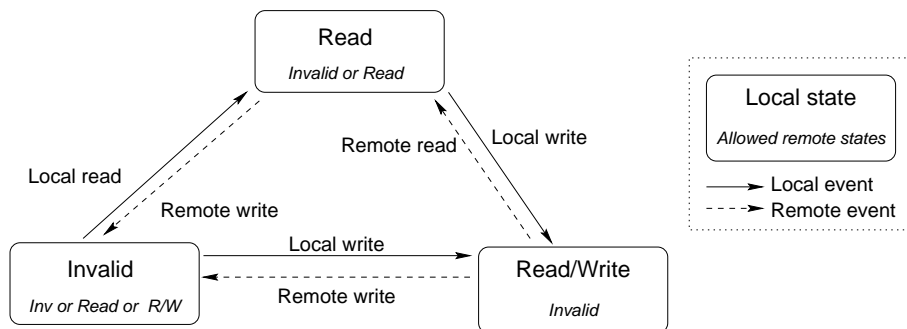 Read
Invalid or Read
Local state
Allowed remote states
Remote read
Local write
Local read
Local event
Remote write
Remote event
Invalid
Inv or Read or R/W
Local write
Remote write
Read/Write
Invalid